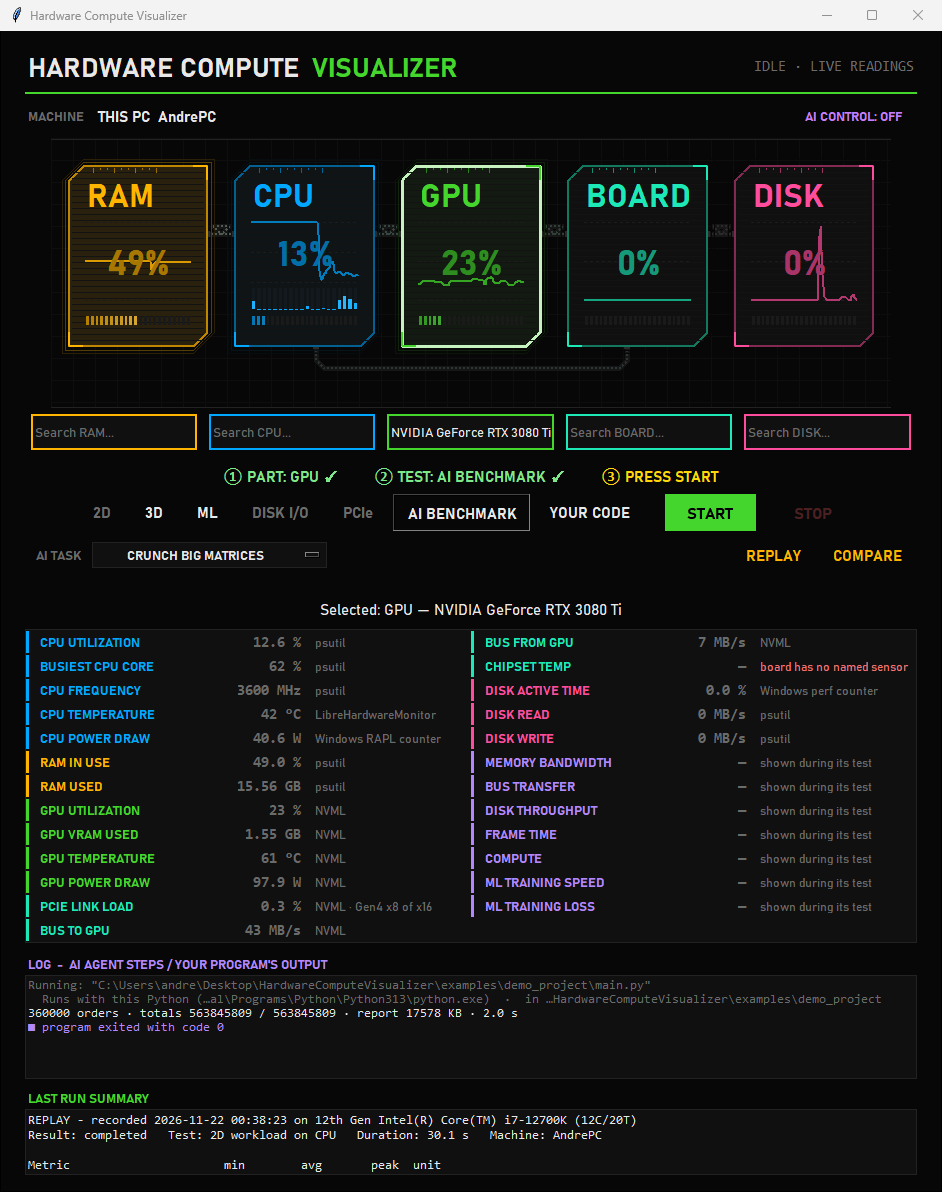 Hardware Compute Visualizer
HARDWARE COMPUTE VISUALIZER
IDLE · LIVE READINGS
MACHINE THIS PC AndrePC
AI CONTROL: OFF
RAM CPU GPU BOARD DISK
49% 13% 23% 0% 0%
Search RAM... Search CPU... NVIDIA GeForce RTX 3080 Ti Search BOARD... Search DISK...
① PART: GPU ✓ ② TEST: AI BENCHMARK ✓ ③ PRESS START
2D 3D ML DISK I/O PCIe AI BENCHMARK YOUR CODE START STOP
AI TASK CRUNCH BIG MATRICES REPLAY COMPARE
Selected: GPU — NVIDIA GeForce RTX 3080 Ti
CPU UTILIZATION 12.6 % psutil
BUSIEST CPU CORE 62 % psutil
CPU FREQUENCY 3600 MHz psutil
CPU TEMPERATURE 42 °C LibreHardwareMonitor
CPU POWER DRAW 40.6 W Windows RAPL counter
RAM IN USE 49.0 % psutil
RAM USED 15.56 GB psutil
GPU UTILIZATION 23 % NVML
GPU VRAM USED 1.55 GB NVML
GPU TEMPERATURE 61 °C NVML
GPU POWER DRAW 97.9 W NVML
PCIE LINK LOAD 0.3 % NVML · Gen4 x8 of x16
BUS TO GPU 43 MB/s NVML
BUS FROM GPU 7 MB/s NVML
CHIPSET TEMP — board has no named sensor
DISK ACTIVE TIME 0.0 % Windows perf counter
DISK READ 0 MB/s psutil
DISK WRITE 0 MB/s psutil
MEMORY BANDWIDTH — shown during its test
BUS TRANSFER — shown during its test
DISK THROUGHPUT — shown during its test
FRAME TIME — shown during its test
COMPUTE — shown during its test
ML TRAINING SPEED — shown during its test
ML TRAINING LOSS — shown during its test
LOG - AI AGENT STEPS / YOUR PROGRAM'S OUTPUT
Running: "C:\Users\andre\Desktop\HardwareComputeVisualizer\examples\demo_project\main.py"
Runs with this Python (…al\Programs\Python\Python313\python.exe) · in …HardwareComputeVisualizer\examples\demo_project
360000 orders · totals 563845809 / 563845809 · report 17578 KB · 2.0 s
■ program exited with code 0
LAST RUN SUMMARY
REPLAY - recorded 2026-11-22 00:38:23 on 12th Gen Intel(R) Core(TM) i7-12700K (12C/20T)
Result: completed Test: 2D workload on CPU Duration: 30.1 s Machine: AndrePC
Metric min avg peak unit